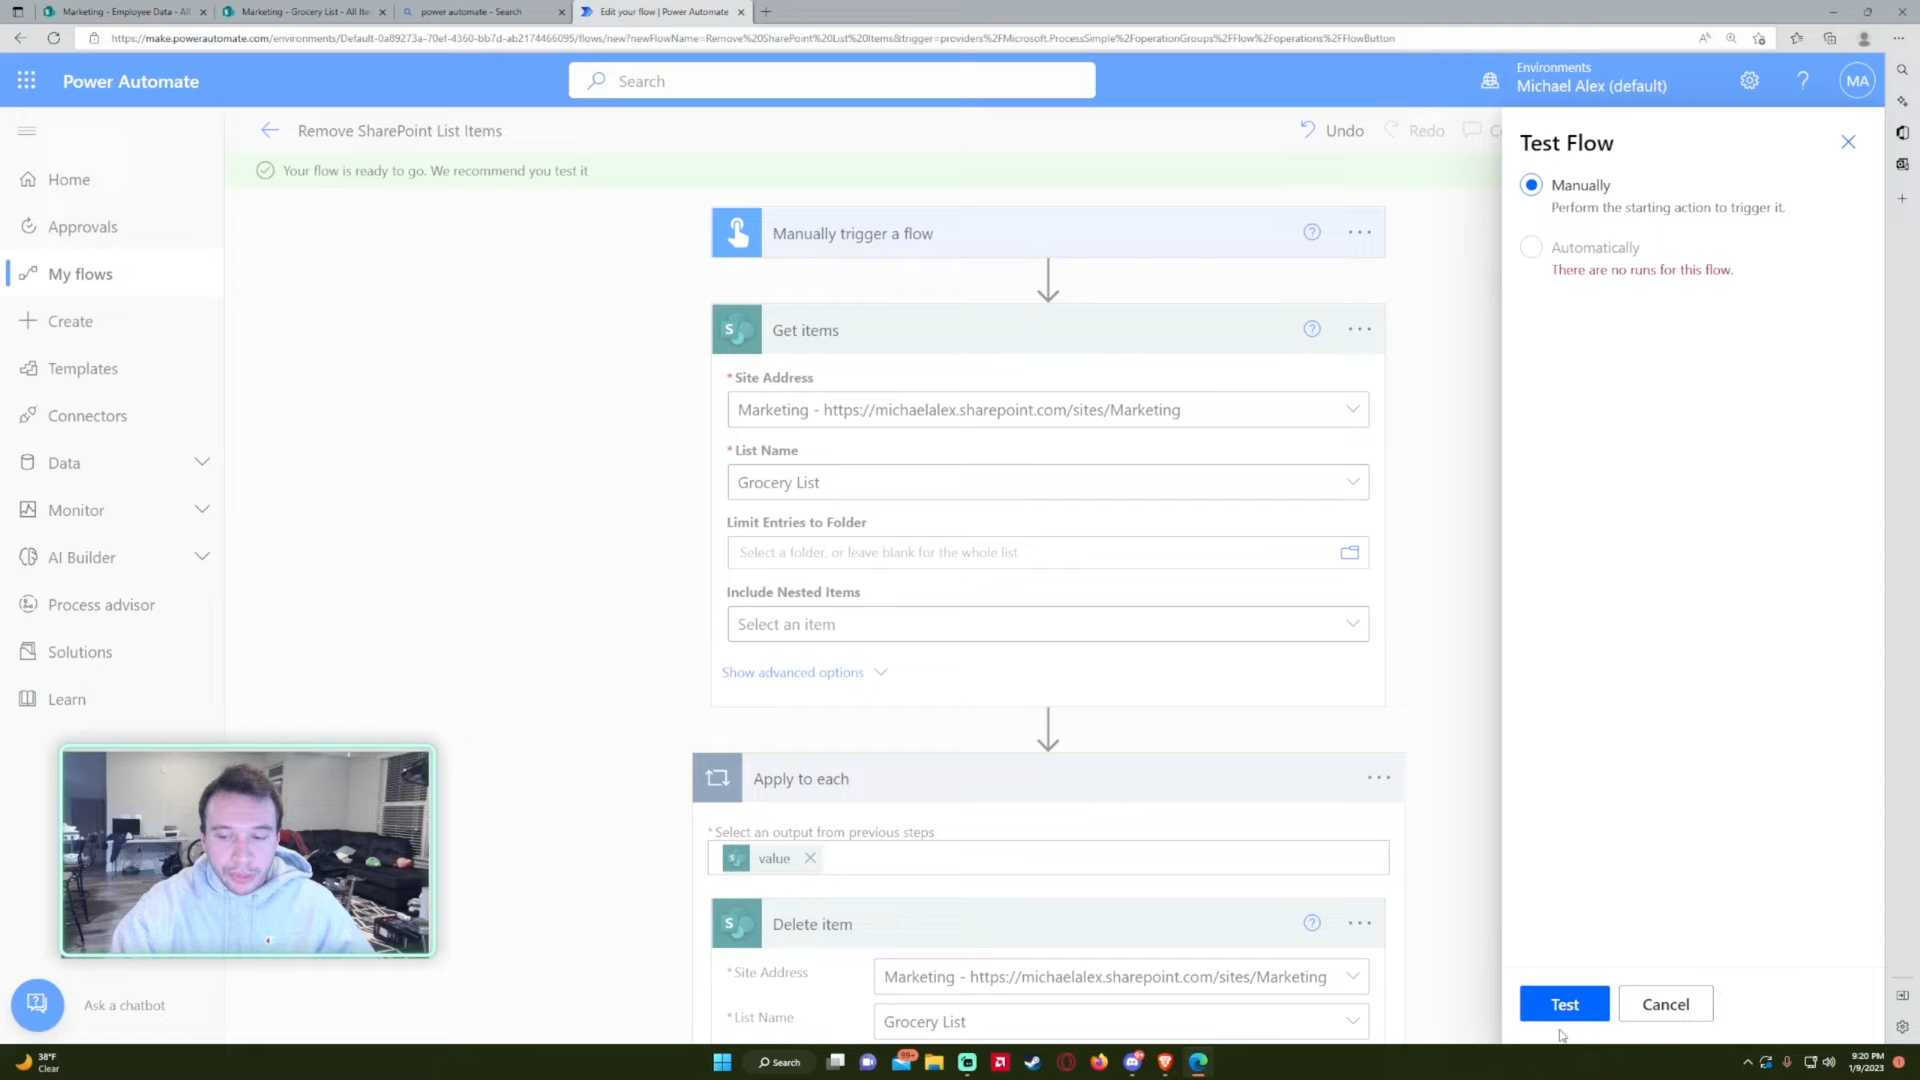 Marketing - Employee Data - All
Marketing - Grocery List - All Ite
power automate - Search
Edit your flow | Power Automate
https://make.powerautomate.com/environments/Default-0a89273a-70ef-4360-bb7d-ab2174466095/flows/new?newFlowName=Remove%20SharePoint%20List%20Items&trigger=providers%2FMicrosoft.ProcessSimple%2FoperationGroups%2FFlow%2Foperations%2FFlowButton
Power Automate
Search
Environments
Michael Alex (default)
MA
Remove SharePoint List Items
Undo
Redo
Your flow is ready to go. We recommend you test it
Home
Approvals
My flows
Create
Templates
Connectors
Data
Monitor
AI Builder
Process advisor
Solutions
Learn
Ask a chatbot
Manually trigger a flow
Get items
* Site Address
Marketing - https://michaelalex.sharepoint.com/sites/Marketing
* List Name
Grocery List
Limit Entries to Folder
Select a folder, or leave blank for the whole list
Include Nested Items
Select an item
Show advanced options
Apply to each
* Select an output from previous steps
value
Delete item
* Site Address
Marketing - https://michaelalex.sharepoint.com/sites/Marketing
* List Name
Grocery List
Test Flow
Manually
Perform the starting action to trigger it.
Automatically
There are no runs for this flow.
Test
Cancel
38°F
Clear
Search
99+
9:20 PM
1/9/2023